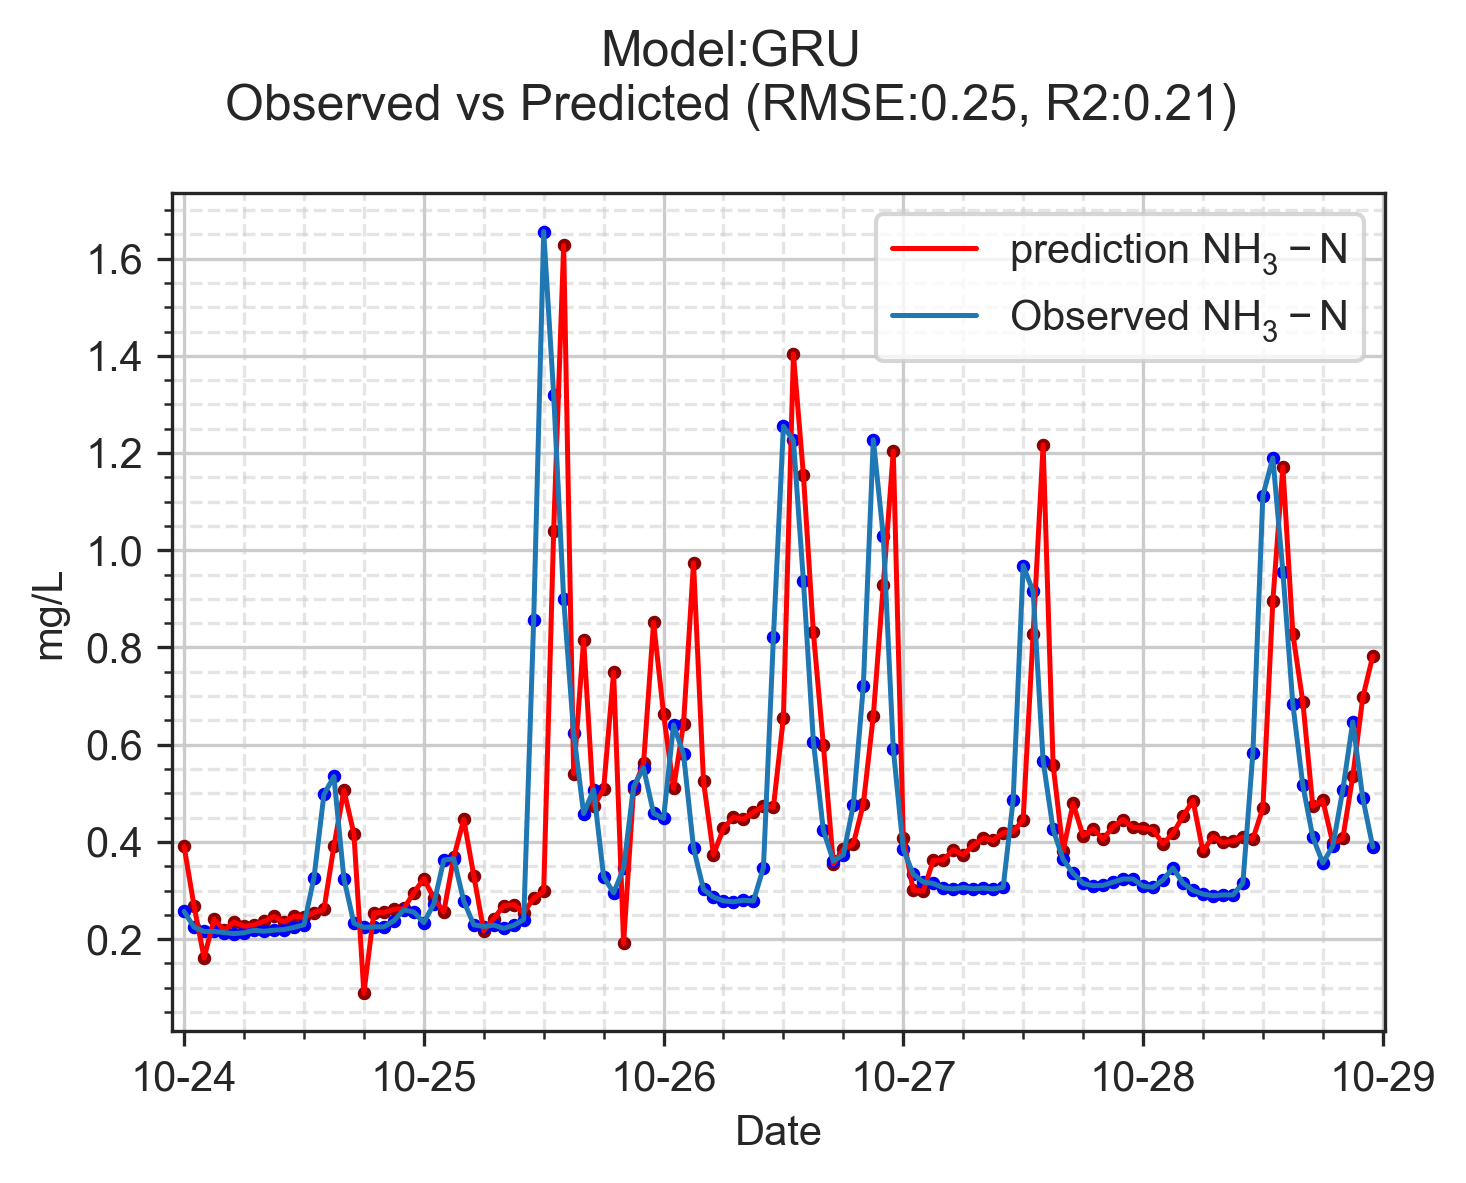 Model:GRU
Observed vs Predicted (RMSE:0.25, R2:0.21)
prediction NH₃ − N
Observed NH₃ − N
1.6
1.4
1.2
1.0
0.8
0.6
0.4
0.2
mg/L
10-24 10-25 10-26 10-27 10-28 10-29
Date